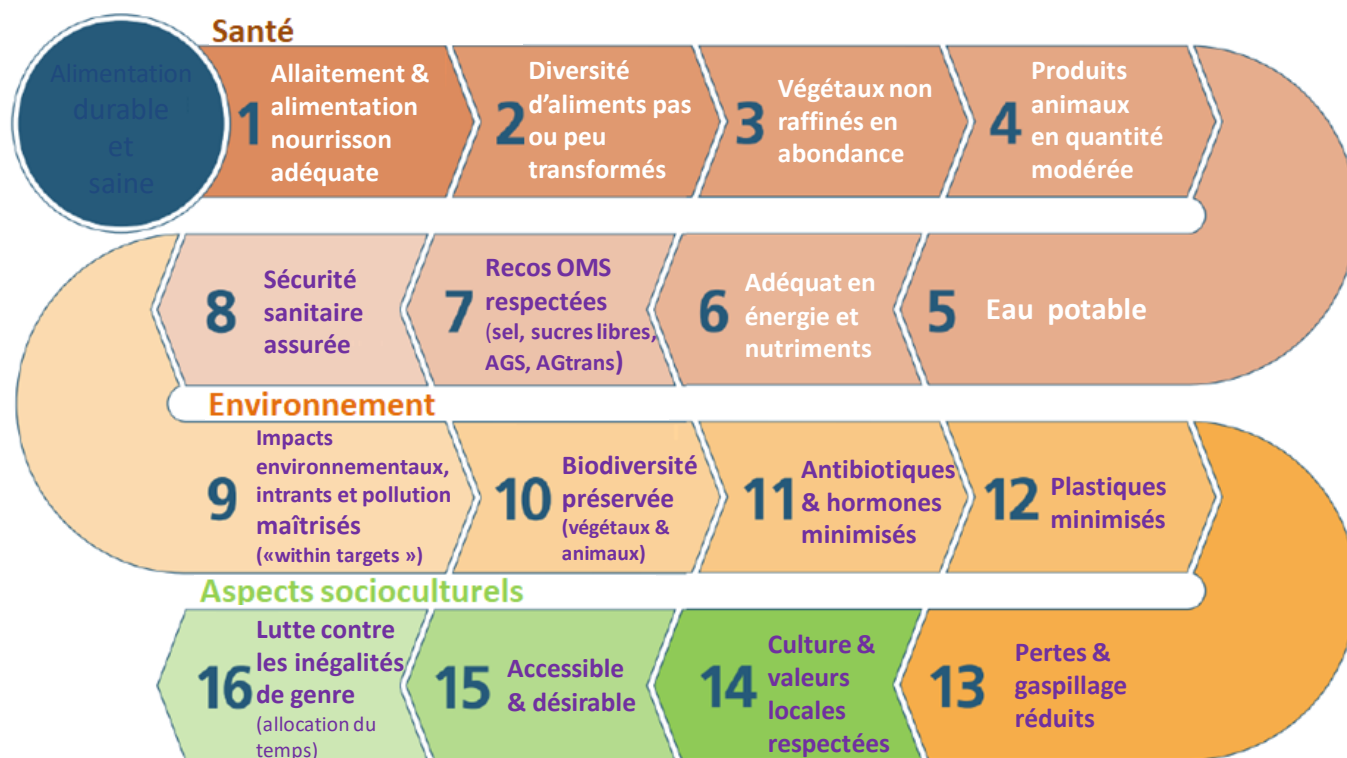 Santé
Alimentation
durable
et
saine
1
Allaitement &
alimentation
nourrisson
adéquate
2
Diversité
d'aliments pas
ou peu
transformés
3
Végétaux non
raffinés en
abondance
4
Produits
animaux
en quantité
modérée
5
Eau potable
6
Adéquat en
énergie et
nutriments
7
Recos OMS
respectées
(sel, sucres libres,
AGS, AGtrans)
8
Sécurité
sanitaire
assurée
Environnement
9
Impacts
environnementaux,
intrants et pollution
maîtrisés
(«within targets »)
10
Biodiversité
préservée
(végétaux &
animaux)
11
Antibiotiques
& hormones
minimisés
12
Plastiques
minimisés
13
Pertes &
gaspillage
réduits
Aspects socioculturels
14
Culture &
valeurs
locales
respectées
15
Accessible
& désirable
16
Lutte contre
les inégalités
de genre
(allocation du
temps)